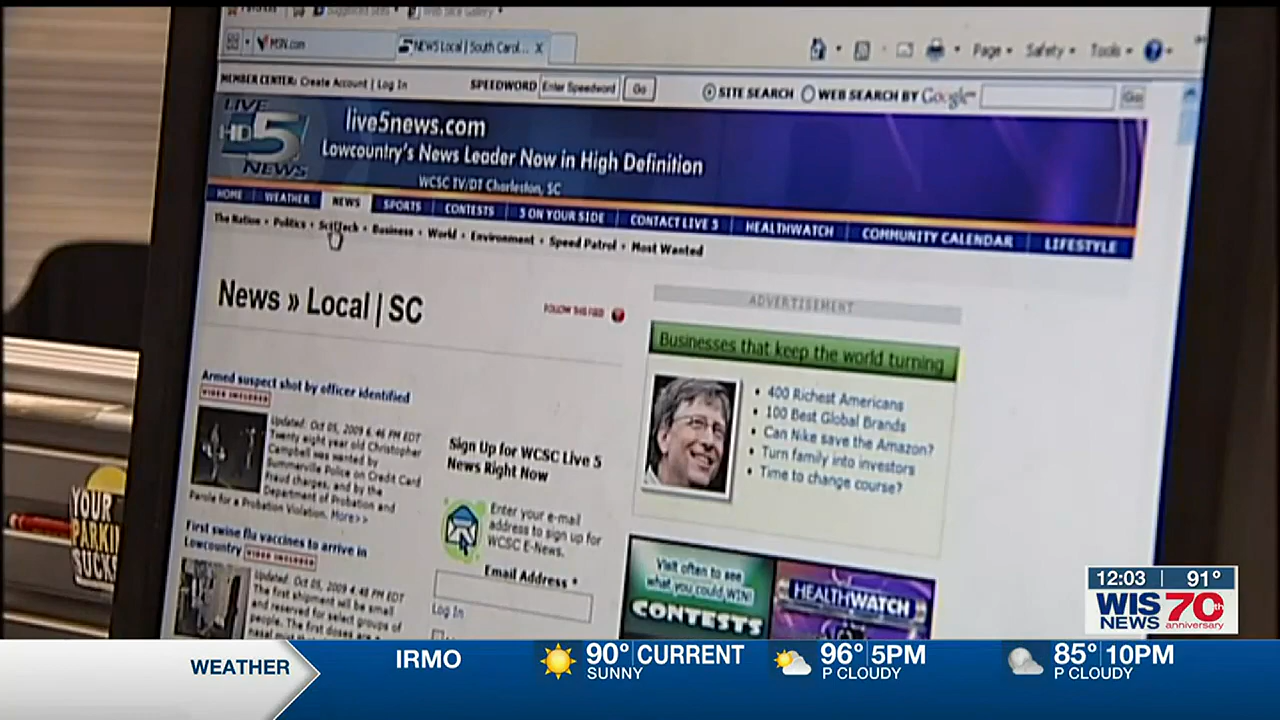 MSN.com
NEWS Local | South Carol... x
Page
Safety
Tools
MEMBER CENTER: Create Account | Log In
SPEEDWORD
Enter Speedword
Go
SITE SEARCH
WEB SEARCH BY Google
Go
LIVE
HD 5
NEWS
live5news.com
Lowcountry's News Leader Now in High Definition
WCSC TV/DT Charleston, SC
HOME
WEATHER
NEWS
SPORTS
CONTESTS
5 ON YOUR SIDE
CONTACT LIVE 5
HEALTHWATCH
COMMUNITY CALENDAR
LIFESTYLE
The Nation • Politics • SciTech • Business • World • Environment • Speed Patrol • Most Wanted
News » Local | SC
FOLLOW THIS FEED
ADVERTISEMENT
Businesses that keep the world turning
• 400 Richest Americans
• 100 Best Global Brands
• Can Nike save the Amazon?
• Turn family into investors
• Time to change course?
Armed suspect shot by officer identified
VIDEO INCLUDED
Updated: Oct 05, 2009 6:46 PM EDT
Twenty eight year old Christopher
Campbell was wanted by
Summerville Police on Credit Card
Fraud charges, and by the
Department of Probation and
Parole for a Probation Violation. More>>
First swine flu vaccines to arrive in
Lowcountry VIDEO INCLUDED
Updated: Oct 05, 2009 4:48 PM EDT
The first shipment will be small
and reserved for select groups of
people. The first doses are a
Sign Up for WCSC Live 5
News Right Now
Enter your e-mail
address to sign up for
WCSC E-News.
Email Address *
Log In
Visit often to see
what you could WIN!
CONTESTS
HEALTHWATCH
YOUR
PARKI
SUCKS
12:03 | 91°
WIS 70th
NEWS anniversary
WEATHER
IRMO
90° CURRENT
SUNNY
96° 5PM
P CLOUDY
85° 10PM
P CLOUDY